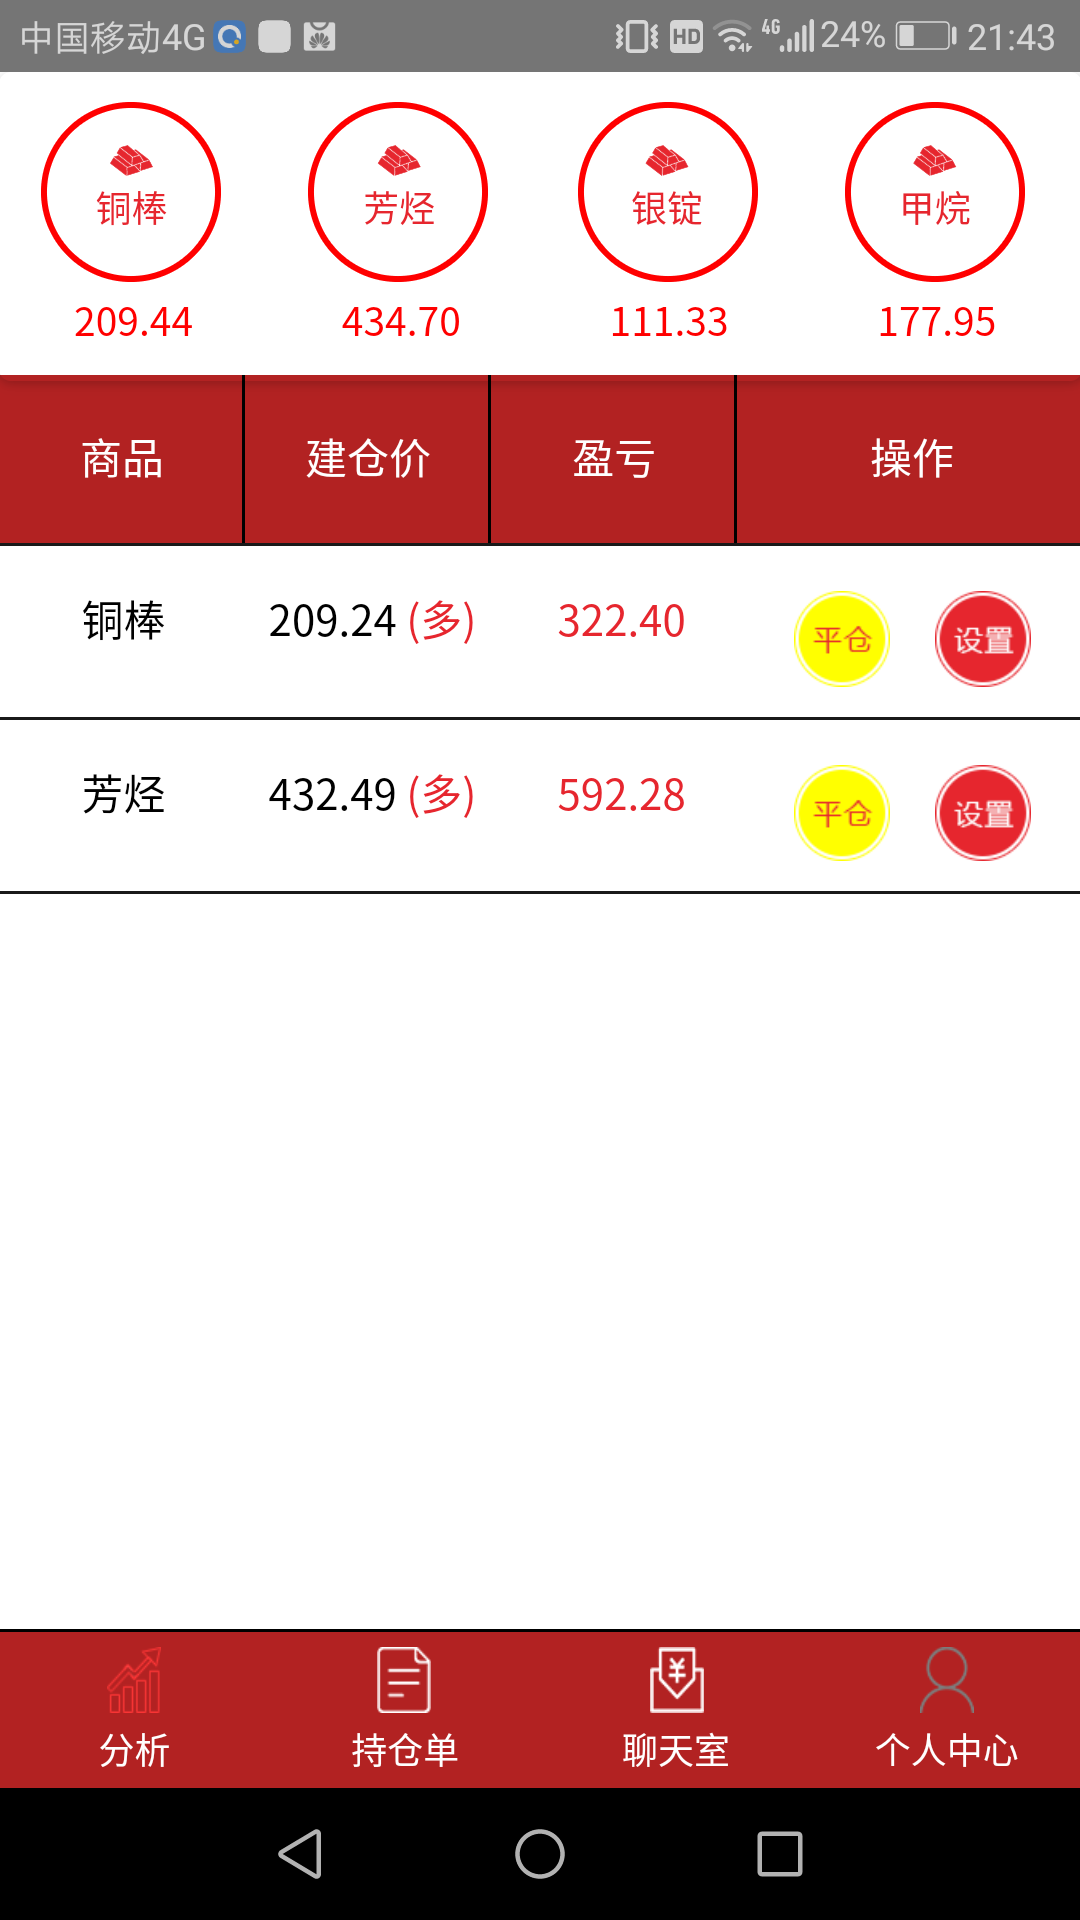 中国移动4G HD 4G 24% 21:43
铜棒 芳烃 银锭 甲烷
209.44 434.70 111.33 177.95
商品 建仓价 盈亏 操作
铜棒 209.24 (多) 322.40 平仓 设置
芳烃 432.49 (多) 592.28 平仓 设置
分析 持仓单 聊天室 个人中心